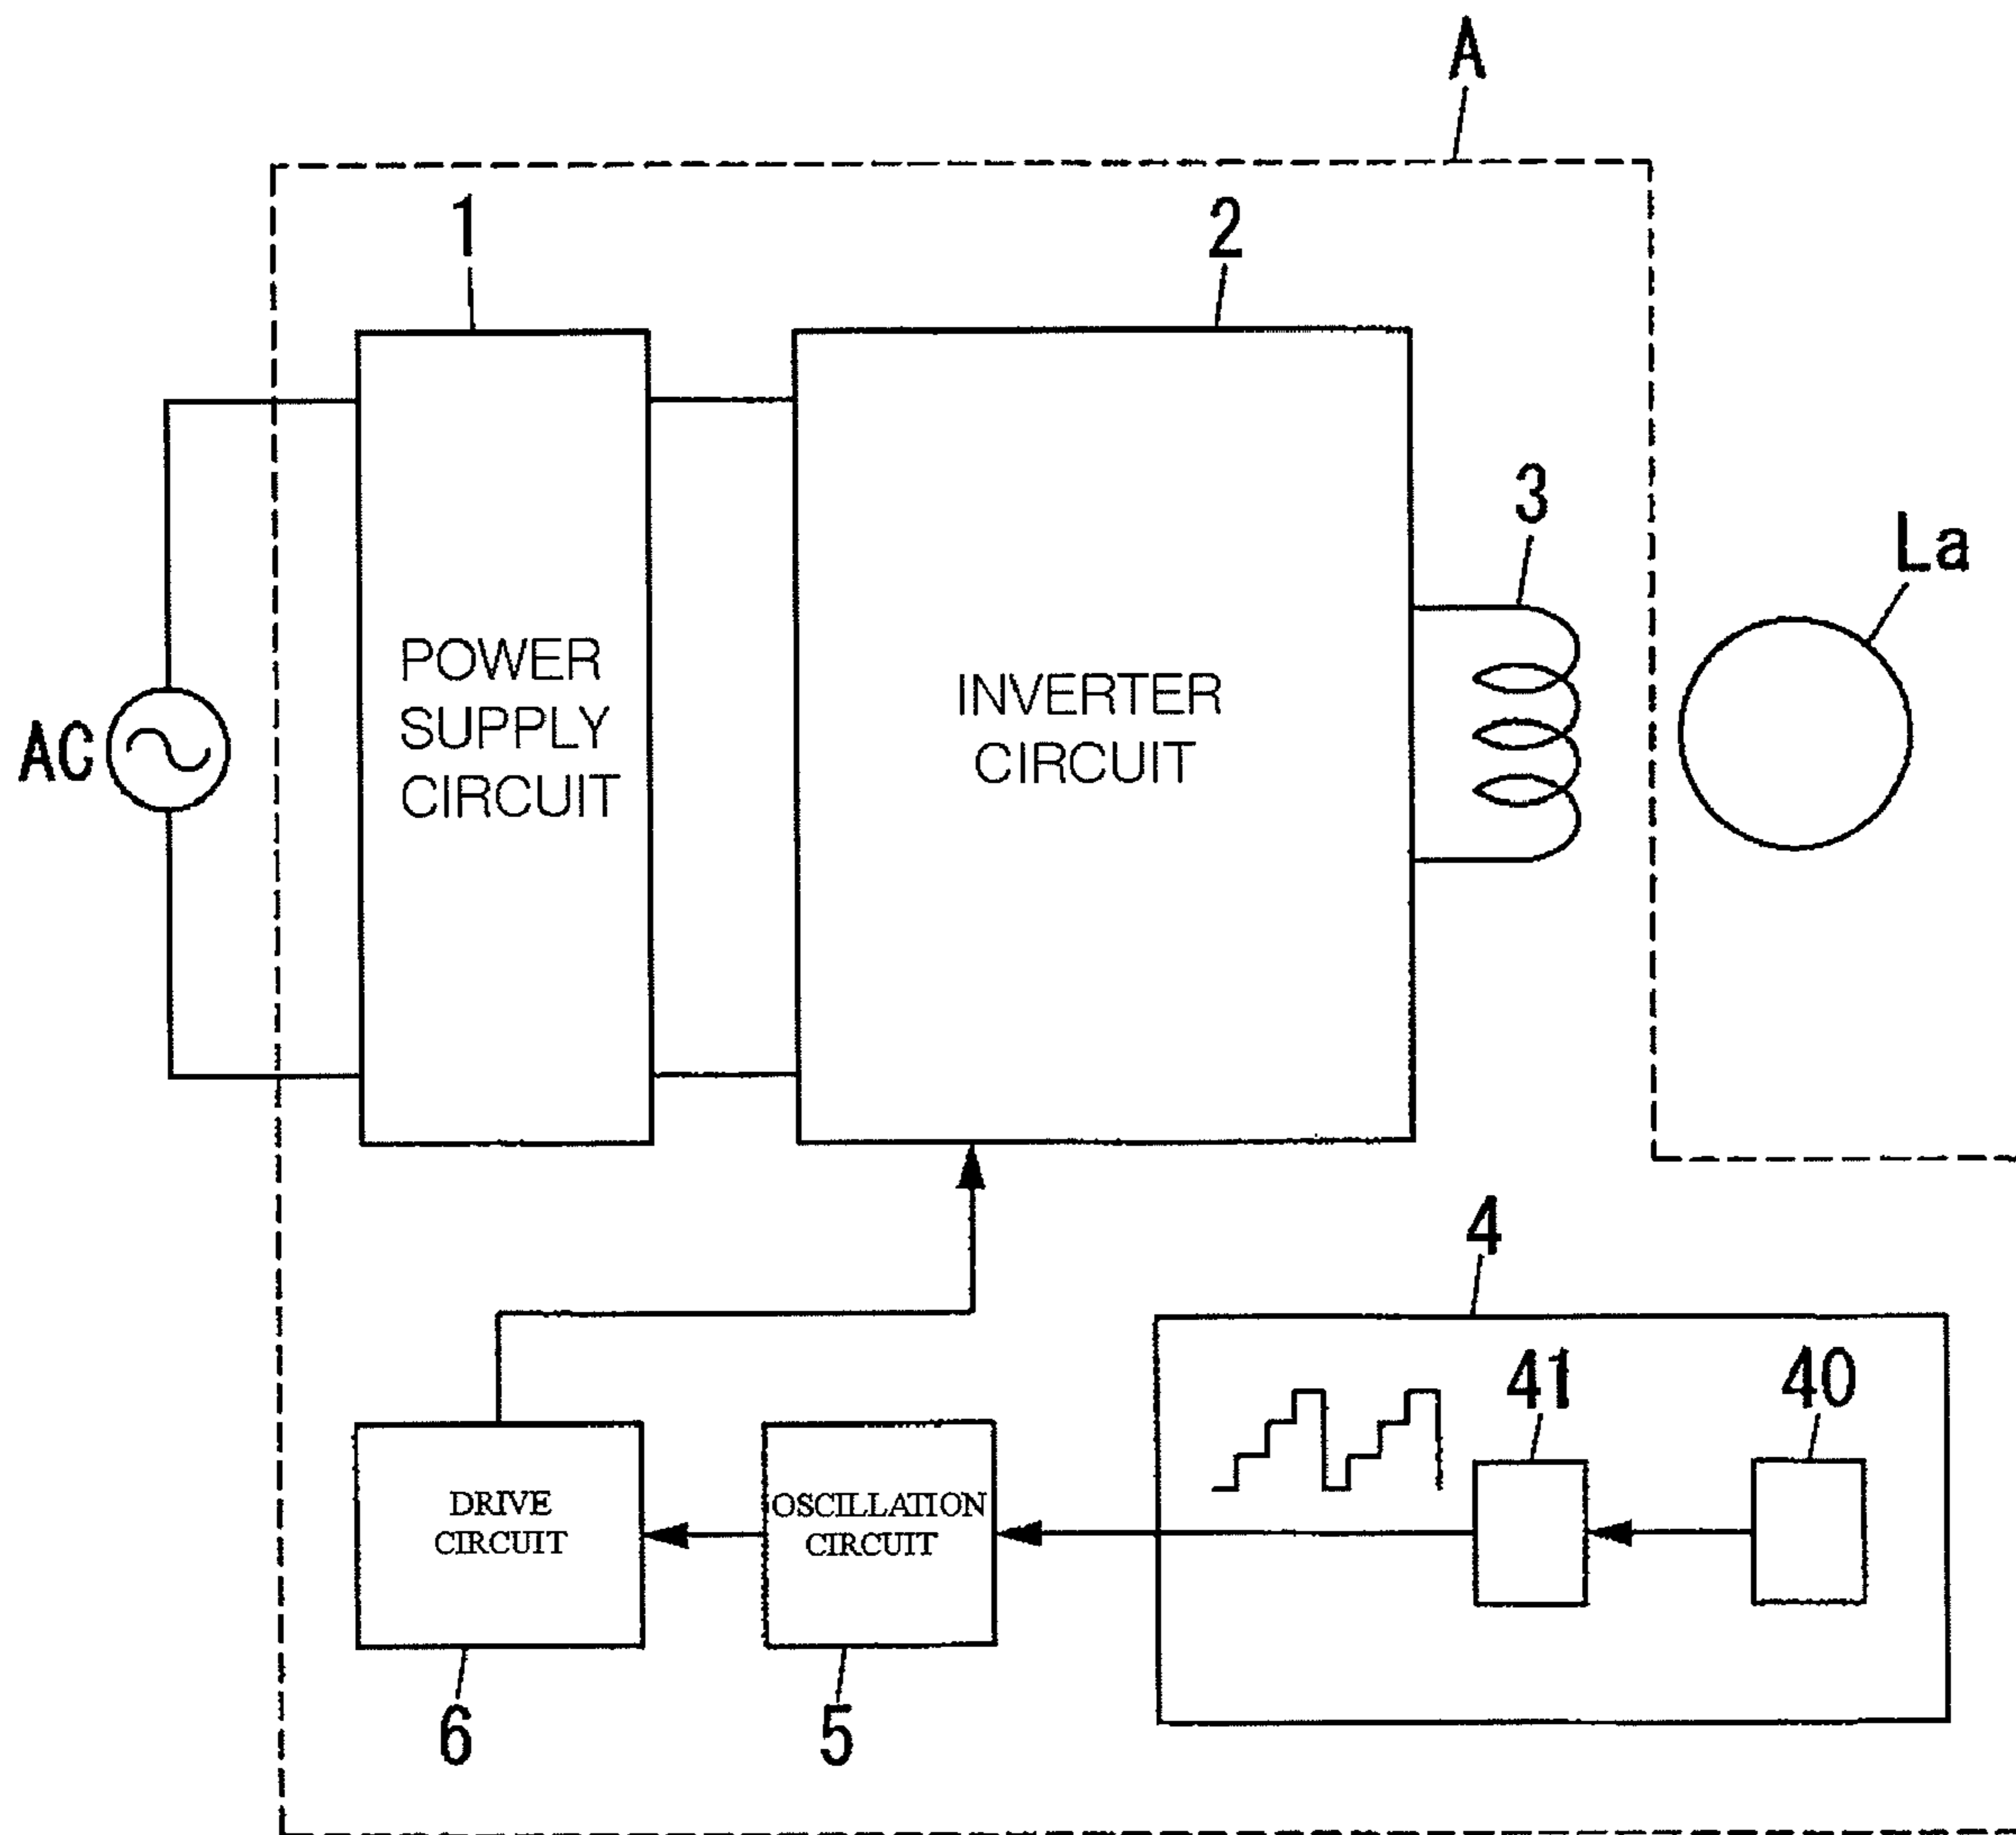 A
1
2
3
La
POWER
SUPPLY
CIRCUIT
INVERTER
CIRCUIT
AC
4
41
40
DRIVE
CIRCUIT
OSCILLATION
CIRCUIT
6
5